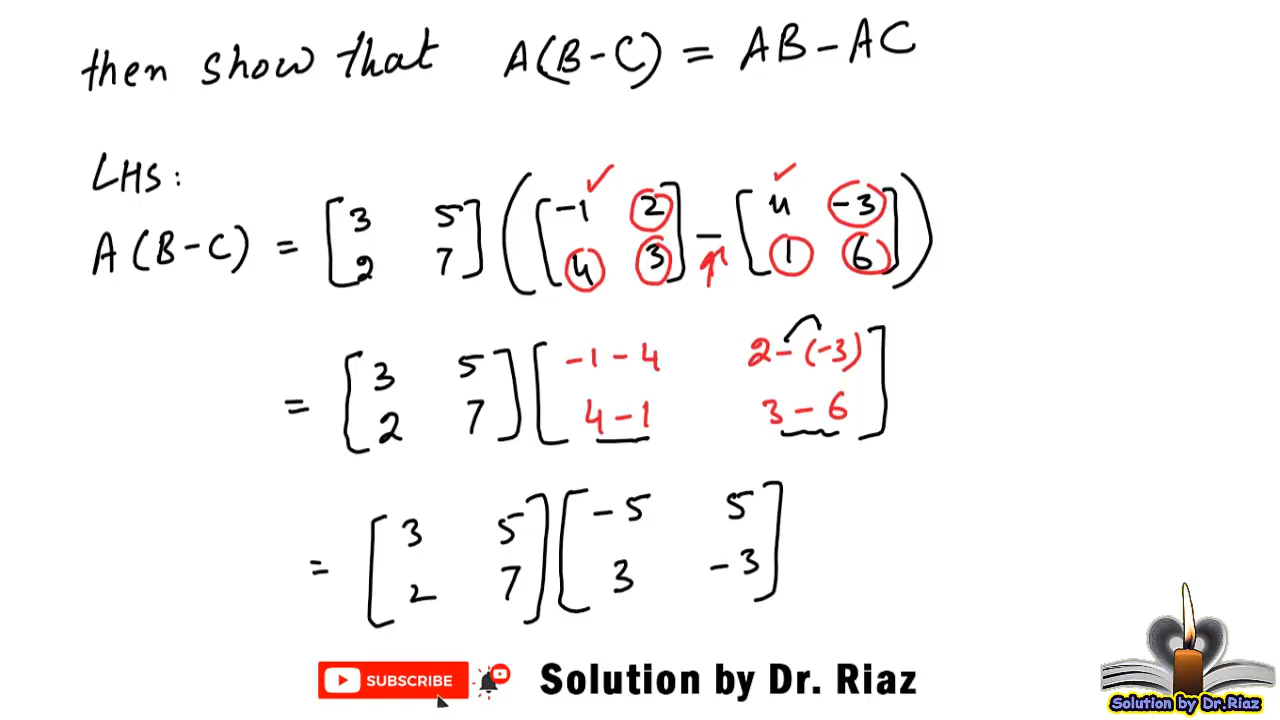 then show that A(B-C) = AB-AC
LHS:
A(B-C) = [3 5; 2 7] ([-1 2; 4 3] - [4 -3; 1 6])
= [3 5; 2 7] [-1-4 2-(-3); 4-1 3-6]
= [3 5; 2 7] [-5 5; 3 -3]
SUBSCRIBE Solution by Dr. Riaz
Solution by Dr.Riaz